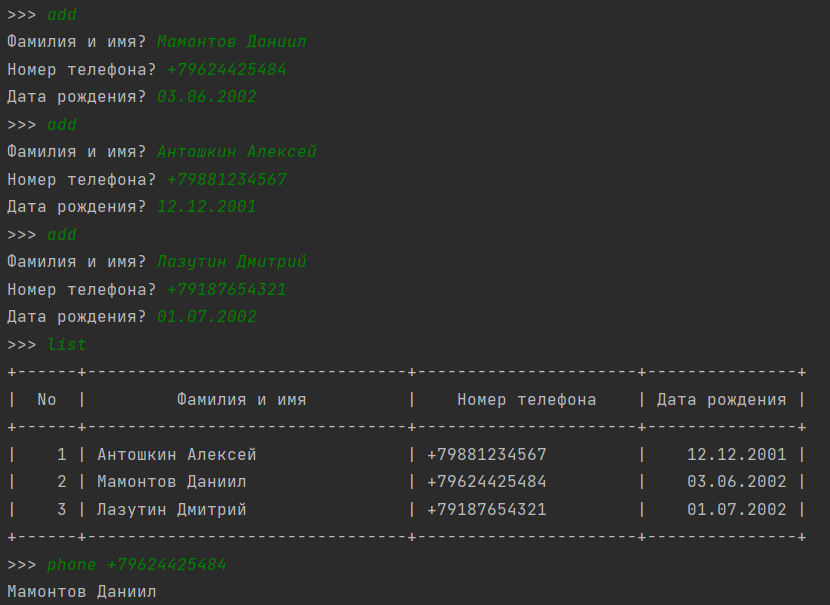 >>> add
Фамилия и имя? Мамонтов Даниил
Номер телефона? +79624425484
Дата рождения? 03.06.2002
>>> add
Фамилия и имя? Антошкин Алексей
Номер телефона? +79881234567
Дата рождения? 12.12.2001
>>> add
Фамилия и имя? Лазутин Дмитрий
Номер телефона? +79187654321
Дата рождения? 01.07.2002
>>> list
+------+--------------------------------+----------------------+---------------+
|  No  |         Фамилия и имя          |    Номер телефона    | Дата рождения |
+------+--------------------------------+----------------------+---------------+
|    1 | Антошкин Алексей               | +79881234567         |    12.12.2001 |
|    2 | Мамонтов Даниил                | +79624425484         |    03.06.2002 |
|    3 | Лазутин Дмитрий                | +79187654321         |    01.07.2002 |
+------+--------------------------------+----------------------+---------------+
>>> phone +79624425484
Мамонтов Даниил